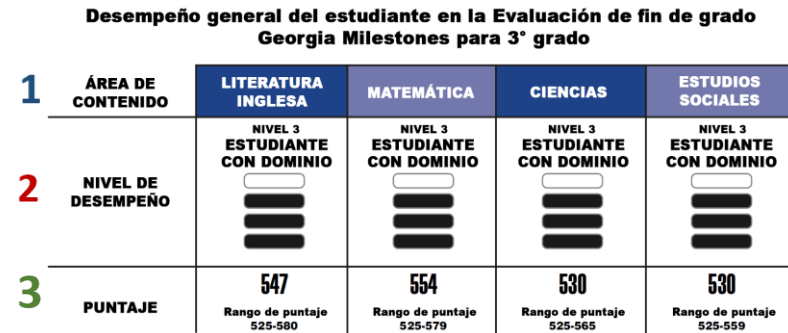 Desempeño general del estudiante en la Evaluación de fin de grado
Georgia Milestones para 3° grado
1
ÁREA DE
CONTENIDO
LITERATURA
INGLESA
MATEMÁTICA
CIENCIAS
ESTUDIOS
SOCIALES
2
NIVEL DE
DESEMPEÑO
NIVEL 3
ESTUDIANTE
CON DOMINIO
NIVEL 3
ESTUDIANTE
CON DOMINIO
NIVEL 3
ESTUDIANTE
CON DOMINIO
NIVEL 3
ESTUDIANTE
CON DOMINIO
3
PUNTAJE
547
Rango de puntaje
525-580
554
Rango de puntaje
525-579
530
Rango de puntaje
525-565
530
Rango de puntaje
525-559